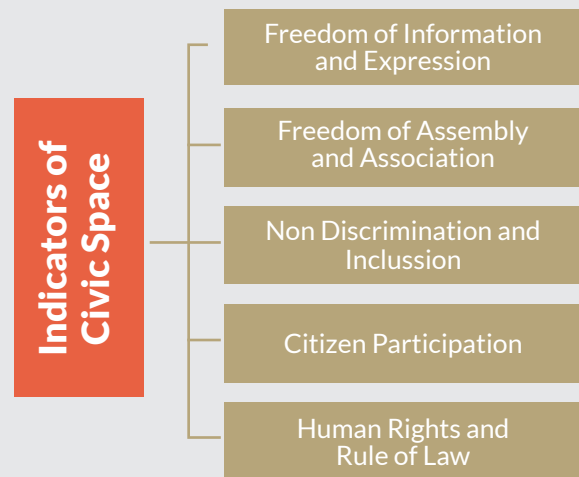 Indicators of
Civic Space
Freedom of Information
and Expression
Freedom of Assembly
and Association
Non Discrimination and
Inclussion
Citizen Participation
Human Rights and
Rule of Law